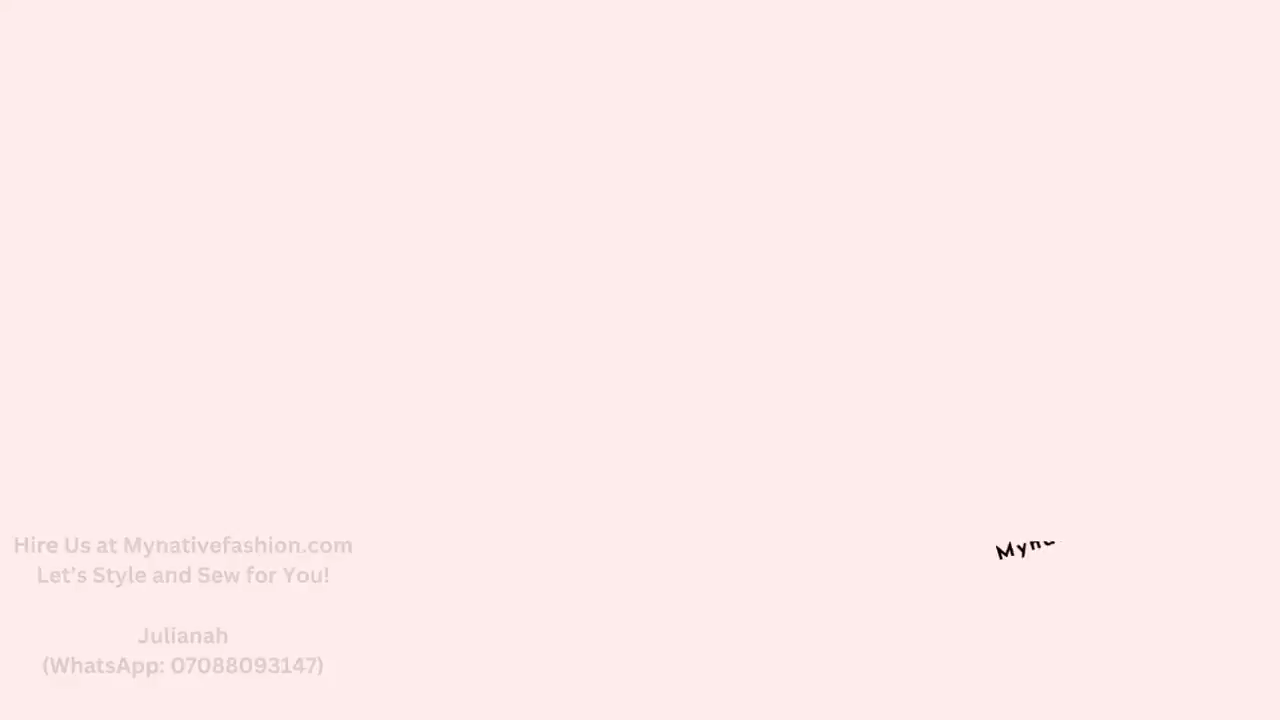 Hire Us at Mynativefashion.com
Let's Style and Sew for You!
Julianah
(WhatsApp: 07088093147)